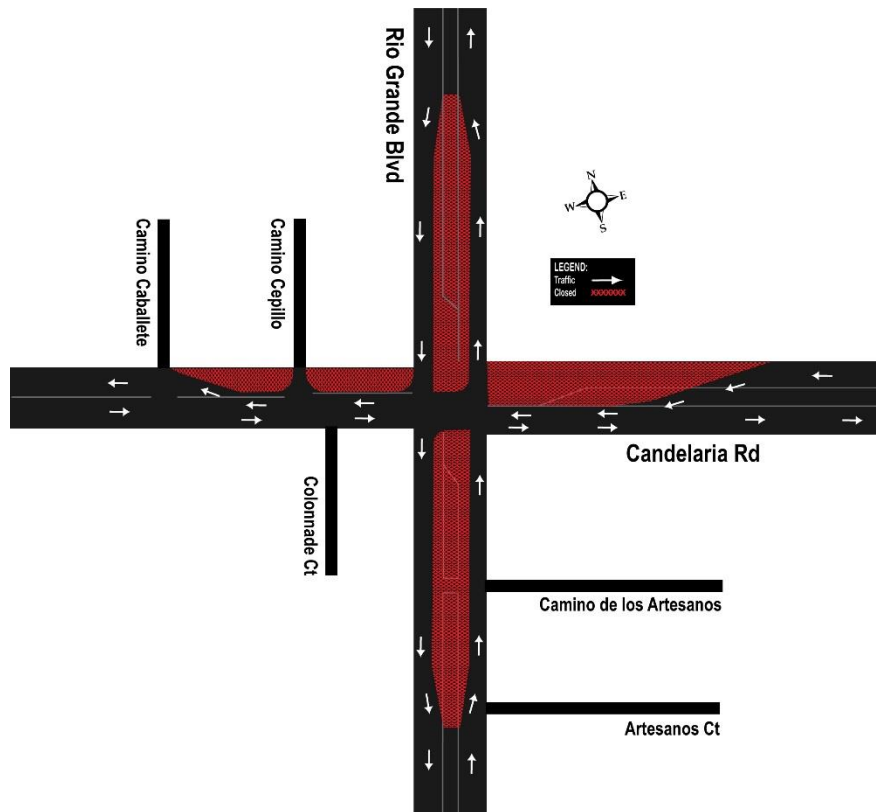 Rio Grande Blvd
N
W
E
S
LEGEND:
Traffic
Closed
Camino Caballete
Camino Cepillo
Candelaria Rd
Colonnade Ct
Camino de los Artesanos
Artesanos Ct